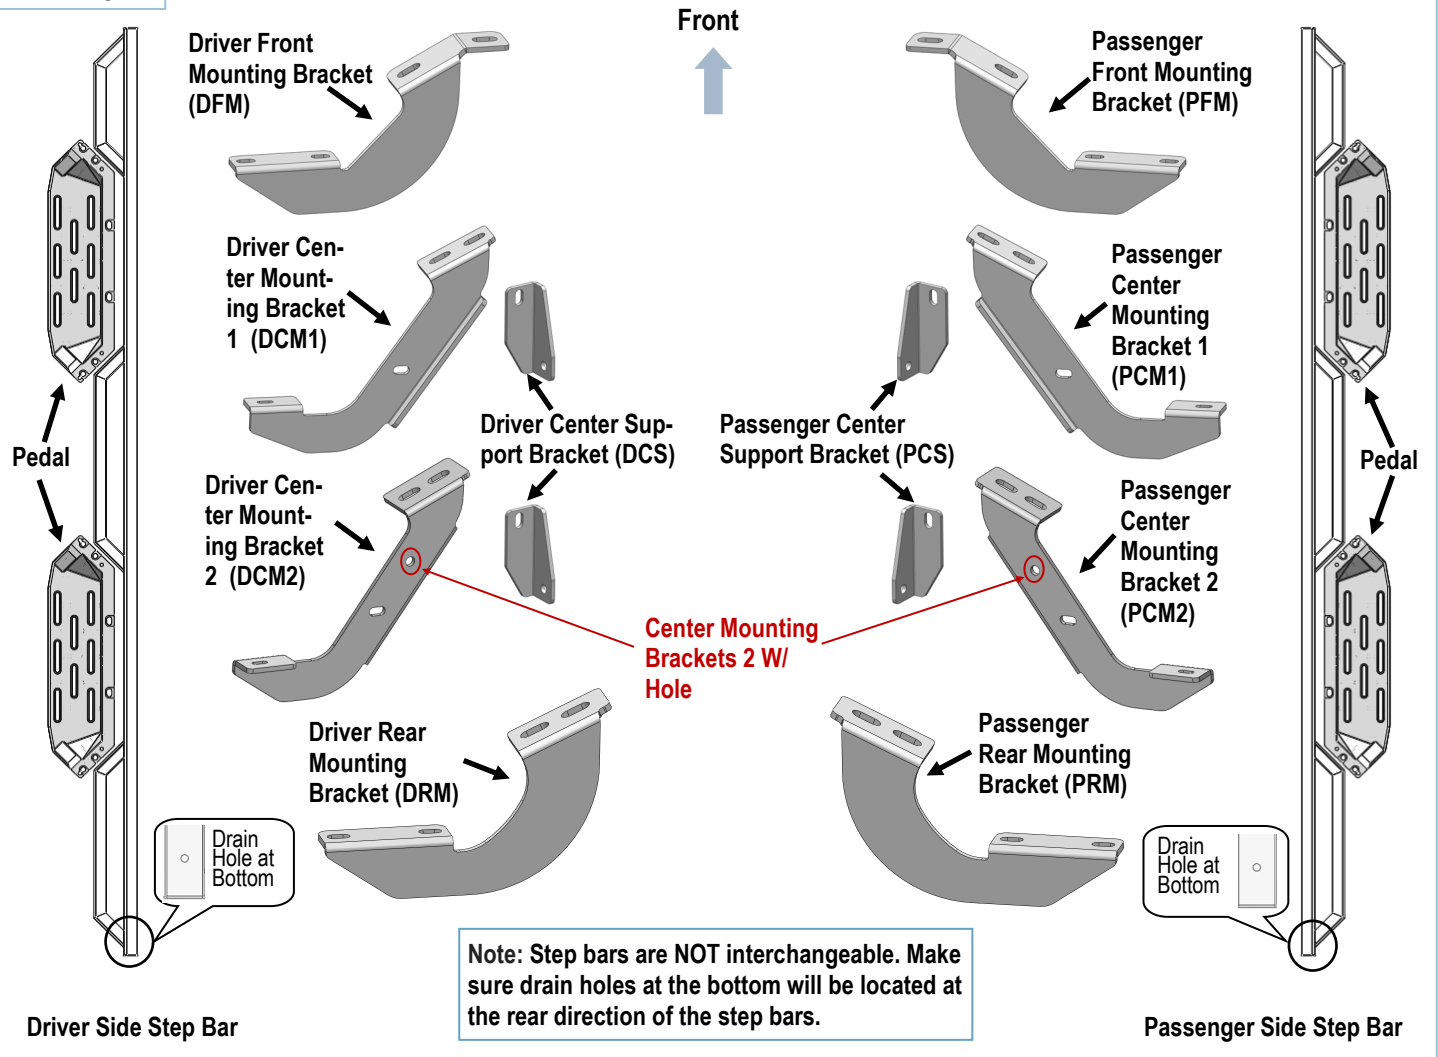 Front
Driver Front
Mounting Bracket
(DFM)
Passenger
Front Mounting
Bracket (PFM)
Driver Cen-
ter Mount-
ing Bracket
1 (DCM1)
Passenger
Center
Mounting
Bracket 1
(PCM1)
Driver Center Sup-
port Bracket (DCS)
Passenger Center
Support Bracket (PCS)
Pedal
Pedal
Driver Cen-
ter Mount-
ing Bracket
2 (DCM2)
Passenger
Center
Mounting
Bracket 2
(PCM2)
Center Mounting
Brackets 2 W/
Hole
Driver Rear
Mounting
Bracket (DRM)
Passenger
Rear Mounting
Bracket (PRM)
Drain
Hole at
Bottom
Drain
Hole at
Bottom
Note: Step bars are NOT interchangeable. Make
sure drain holes at the bottom will be located at
the rear direction of the step bars.
Driver Side Step Bar
Passenger Side Step Bar